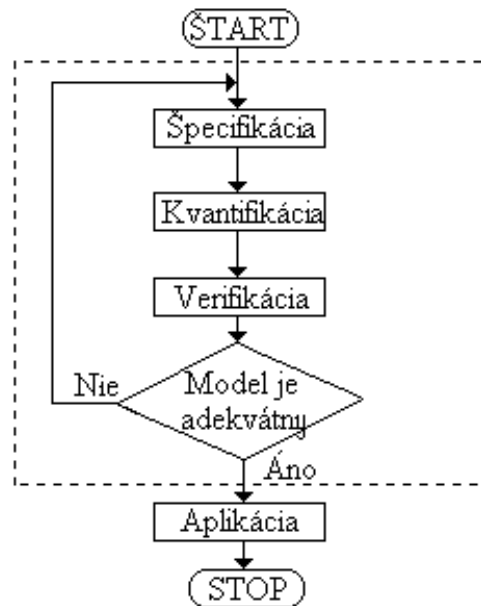 ŠTART
Špecifikácia
Kvantifikácia
Verifikácia
Nie
Model je
adekvátny
Áno
Aplikácia
STOP